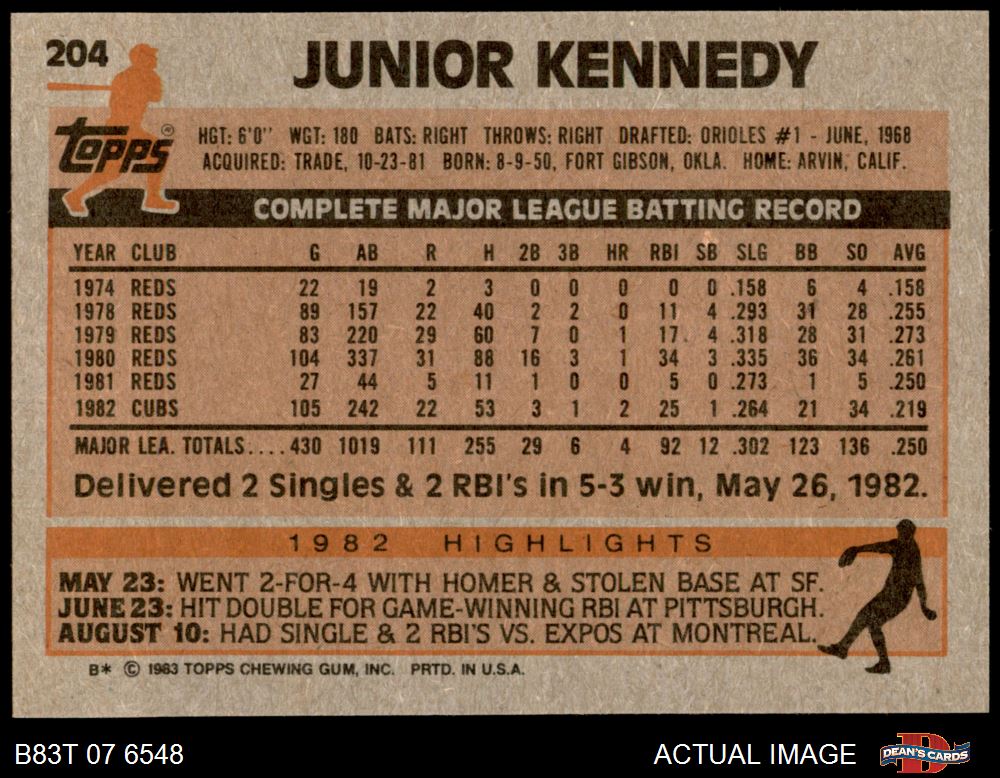 204
JUNIOR KENNEDY
topps®
HGT: 6'0" WGT: 180 BATS: RIGHT THROWS: RIGHT DRAFTED: ORIOLES #1 - JUNE, 1968
ACQUIRED: TRADE, 10-23-81 BORN: 8-9-50, FORT GIBSON, OKLA. HOME: ARVIN, CALIF.
COMPLETE MAJOR LEAGUE BATTING RECORD
YEAR CLUB G AB R H 2B 3B HR RBI SB SLG BB SO AVG
1974 REDS 22 19 2 3 0 0 0 0 0 .158 6 4 .158
1978 REDS 89 157 22 40 2 2 0 11 4 .293 31 28 .255
1979 REDS 83 220 29 60 7 0 1 17 4 .318 28 31 .273
1980 REDS 104 337 31 88 16 3 1 34 3 .335 36 34 .261
1981 REDS 27 44 5 11 1 0 0 5 0 .273 1 5 .250
1982 CUBS 105 242 22 53 3 1 2 25 1 .264 21 34 .219
MAJOR LEA. TOTALS.... 430 1019 111 255 29 6 4 92 12 .302 123 136 .250
Delivered 2 Singles & 2 RBI's in 5-3 win, May 26, 1982.
1982 HIGHLIGHTS
MAY 23: WENT 2-FOR-4 WITH HOMER & STOLEN BASE AT SF.
JUNE 23: HIT DOUBLE FOR GAME-WINNING RBI AT PITTSBURGH.
AUGUST 10: HAD SINGLE & 2 RBI'S VS. EXPOS AT MONTREAL.
B* © 1983 TOPPS CHEWING GUM, INC. PRTD. IN U.S.A.
B83T 07 6548
ACTUAL IMAGE
D
DEAN'S CARDS